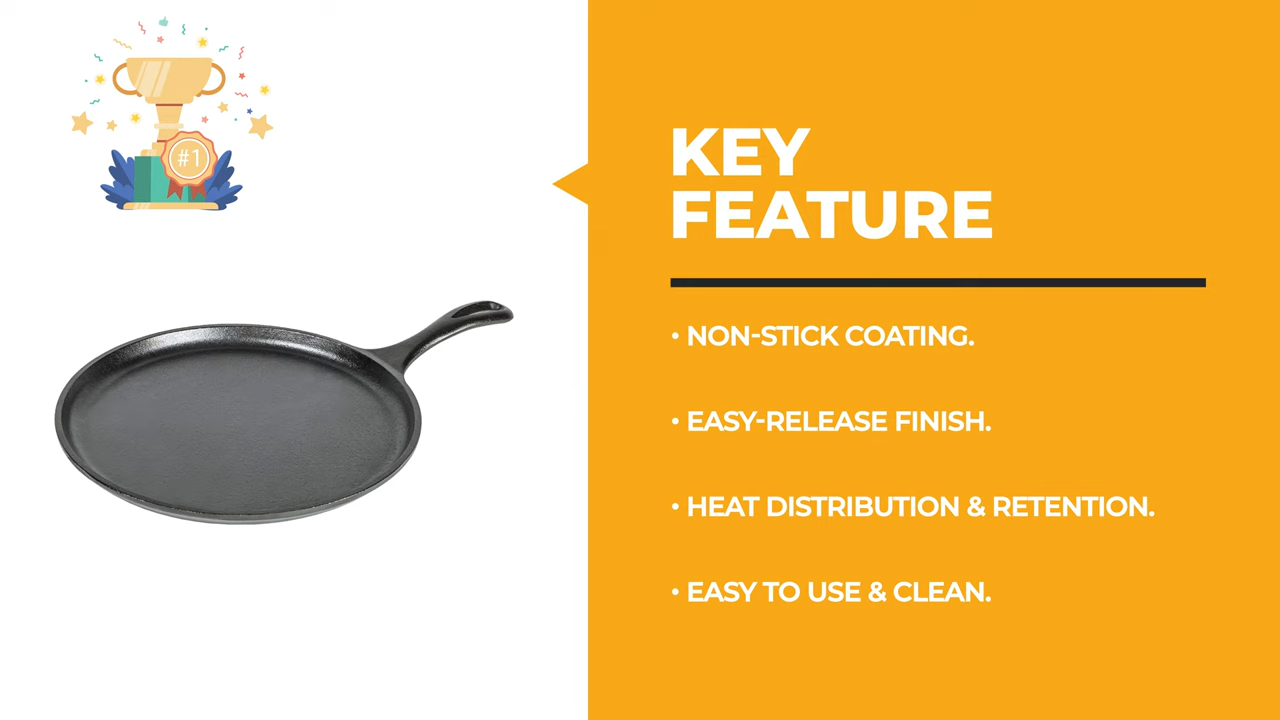 #1
KEY
FEATURE
• NON-STICK COATING.
• EASY-RELEASE FINISH.
• HEAT DISTRIBUTION & RETENTION.
• EASY TO USE & CLEAN.